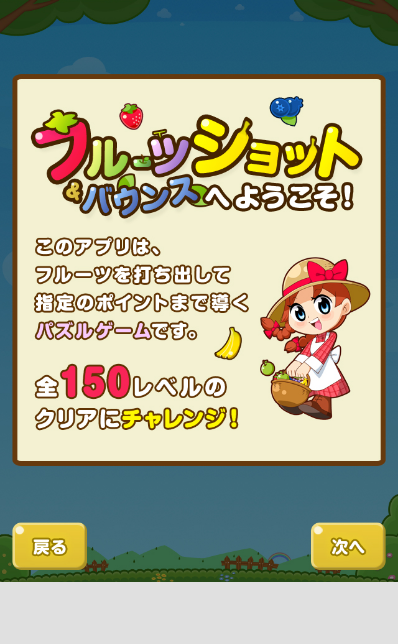 フルーツショット
&バウンスへようこそ!
このアプリは、
フルーツを打ち出して
指定のポイントまで導く
パズルゲームです。
全150レベルの
クリアにチャレンジ!
戻る
次へ